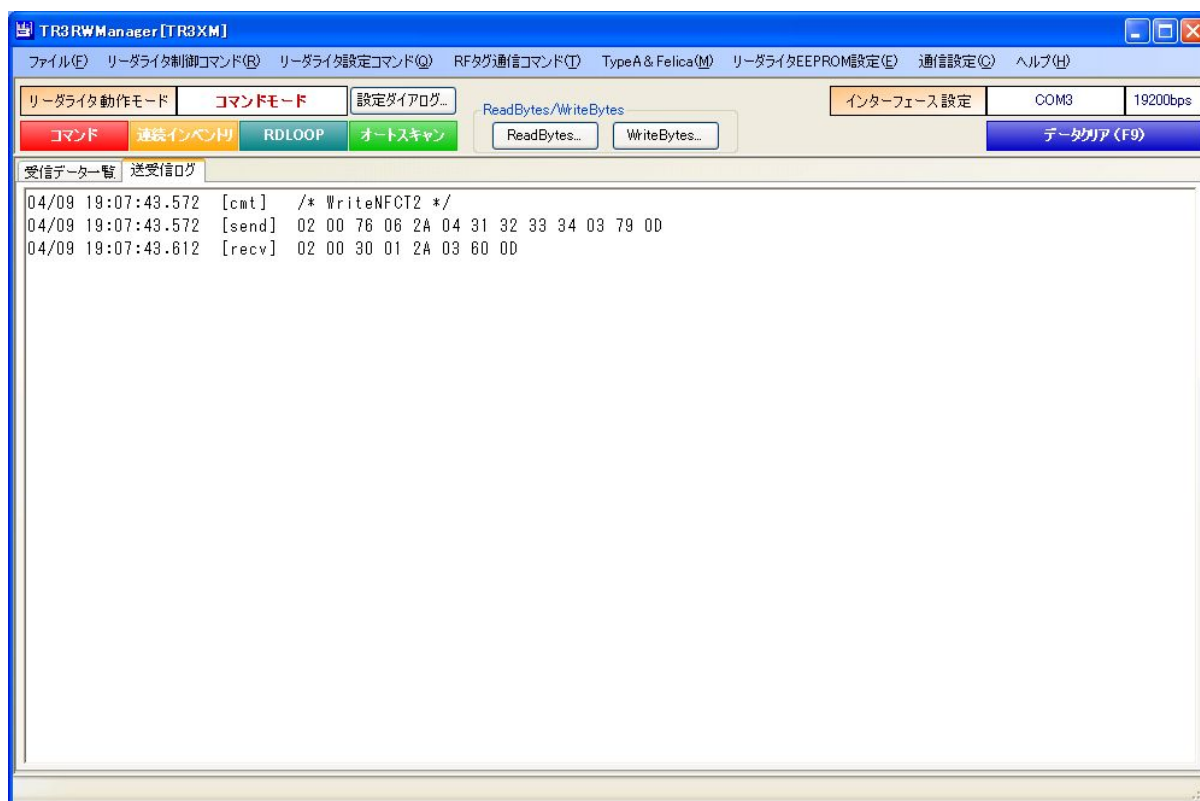 TR3RWManager[TR3XM]
ファイル(F) リーダライタ制御コマンド(R) リーダライタ設定コマンド(Q) RFタグ通信コマンド(T) TypeA&Felica(M) リーダライタEEPROM設定(E) 通信設定(C) ヘルプ(H)
リーダライタ動作モード コマンドモード 設定ダイアログ... ReadBytes/WriteBytes インターフェース設定 COM3 19200bps
コマンド 連続インベントリ RDLOOP オートスキャン ReadBytes... WriteBytes... データクリア(F9)
受信データ一覧 送受信ログ
04/09 19:07:43.572 [cmt] /* WriteNFCT2 */
04/09 19:07:43.572 [send] 02 00 76 06 2A 04 31 32 33 34 03 79 0D
04/09 19:07:43.612 [recv] 02 00 30 01 2A 03 60 0D